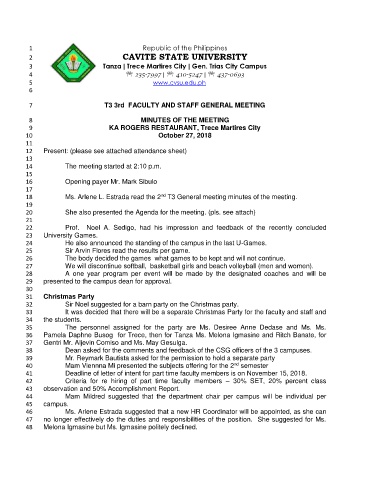 1 Republic of the Philippines
2 CAVITE STATE UNIVERSITY
3 Tanza | Trece Martires City | Gen. Trias City Campus
4 ☏ 235-7997 | ☏ 410-5247 | ☏ 437-0693
5 www.cvsu.edu.ph
6
7 T3 3rd FACULTY AND STAFF GENERAL MEETING
8 MINUTES OF THE MEETING
9 KA ROGERS RESTAURANT, Trece Martires City
10 October 27, 2018
11
12 Present: (please see attached attendance sheet)
13
14 The meeting started at 2:10 p.m.
15
16 Opening payer Mr. Mark Sibulo
17
18 Ms. Arlene L. Estrada read the 2nd T3 General meeting minutes of the meeting.
19
20 She also presented the Agenda for the meeting. (pls. see attach)
21
22 Prof. Noel A. Sedigo, had his impression and feedback of the recently concluded
23 University Games.
24 He also announced the standing of the campus in the last U-Games.
25 Sir Arvin Flores read the results per game.
26 The body decided the games what games to be kept and will not continue.
27 We will discontinue softball, basketball girls and beach volleyball (men and women).
28 A one year program per event will be made by the designated coaches and will be
29 presented to the campus dean for approval.
30
31 Christmas Party
32 Sir Noel suggested for a barn party on the Christmas party.
33 It was decided that there will be a separate Christmas Party for the faculty and staff and
34 the students.
35 The personnel assigned for the party are Ms. Desiree Anne Dedase and Ms. Ms.
36 Pamela Daphne Busog for Trece, then for Tanza Ms. Melona Igmasine and Ritch Banate, for
37 Gentri Mr. Aljevin Comiso and Ms. May Gesulga.
38 Dean asked for the comments and feedback of the CSG officers of the 3 campuses.
39 Mr. Reymark Bautista asked for the permission to hold a separate party
40 Mam Viennna Mi presented the subjects offering for the 2nd semester
41 Deadline of letter of intent for part time faculty members is on November 15, 2018.
42 Criteria for re hiring of part time faculty members – 30% SET, 20% percent class
43 observation and 50% Accomplishment Report.
44 Mam Mildred suggested that the department chair per campus will be individual per
45 campus.
46 Ms. Arlene Estrada suggested that a new HR Coordinator will be appointed, as she can
47 no longer effectively do the duties and responsibilities of the position. She suggested for Ms.
48 Melona Igmasine but Ms. Igmasine politely declined.